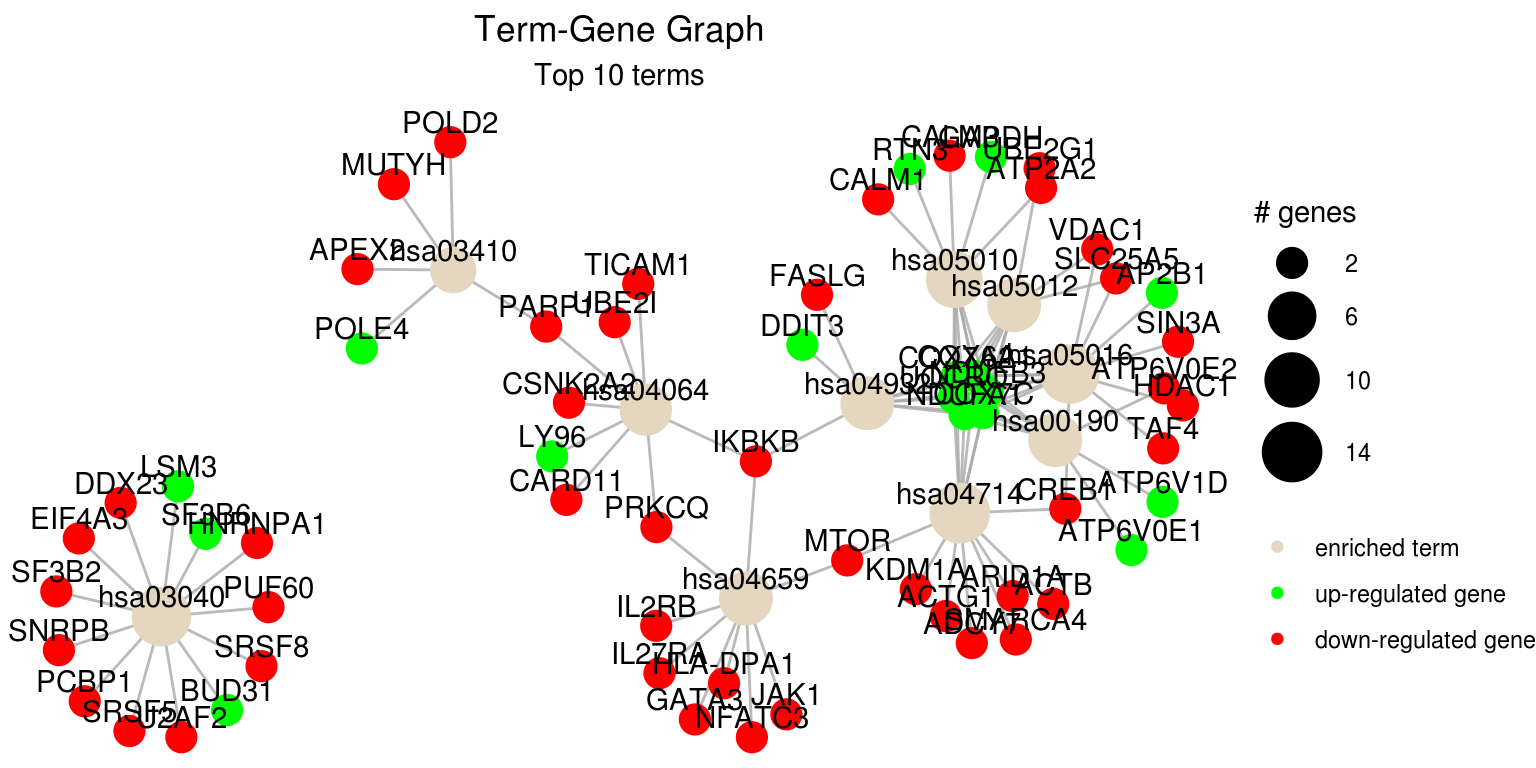 Term-Gene Graph
Top 10 terms
POLD2
MUTYH
APEX2
hsa03410
POLE4
PARP1
TICAM1
UBE2I
CSNK2A2
hsa04064
LY96
CARD11
IKBKB
PRKCQ
FASLG
DDIT3
CALM3
GAPDH
RTN3
UBE2G1
CALM1
ATP2A2
hsa05010
hsa05012
VDAC1
SLC25A5
AP2B1
SIN3A
hsa05016
ATP6V0E2
HDAC1
hsa00190
TAF4
hsa04714
CREB1
ATP6V1D
ATP6V0E1
MTOR
KDM1A
ARID1A
ACTB
ACTG1
ADCY7
SMARCA4
hsa04659
IL2RB
IL27RA
HLA-DPA1
GATA3
JAK1
NFATC3
LSM3
DDX23
SF3B6
EIF4A3
HNRNPA1
SF3B2
hsa03040
PUF60
SNRPB
SRSF8
PCBP1
BUD31
SRSF5
U2AF2
# genes
2
6
10
14
enriched term
up-regulated gene
down-regulated gene